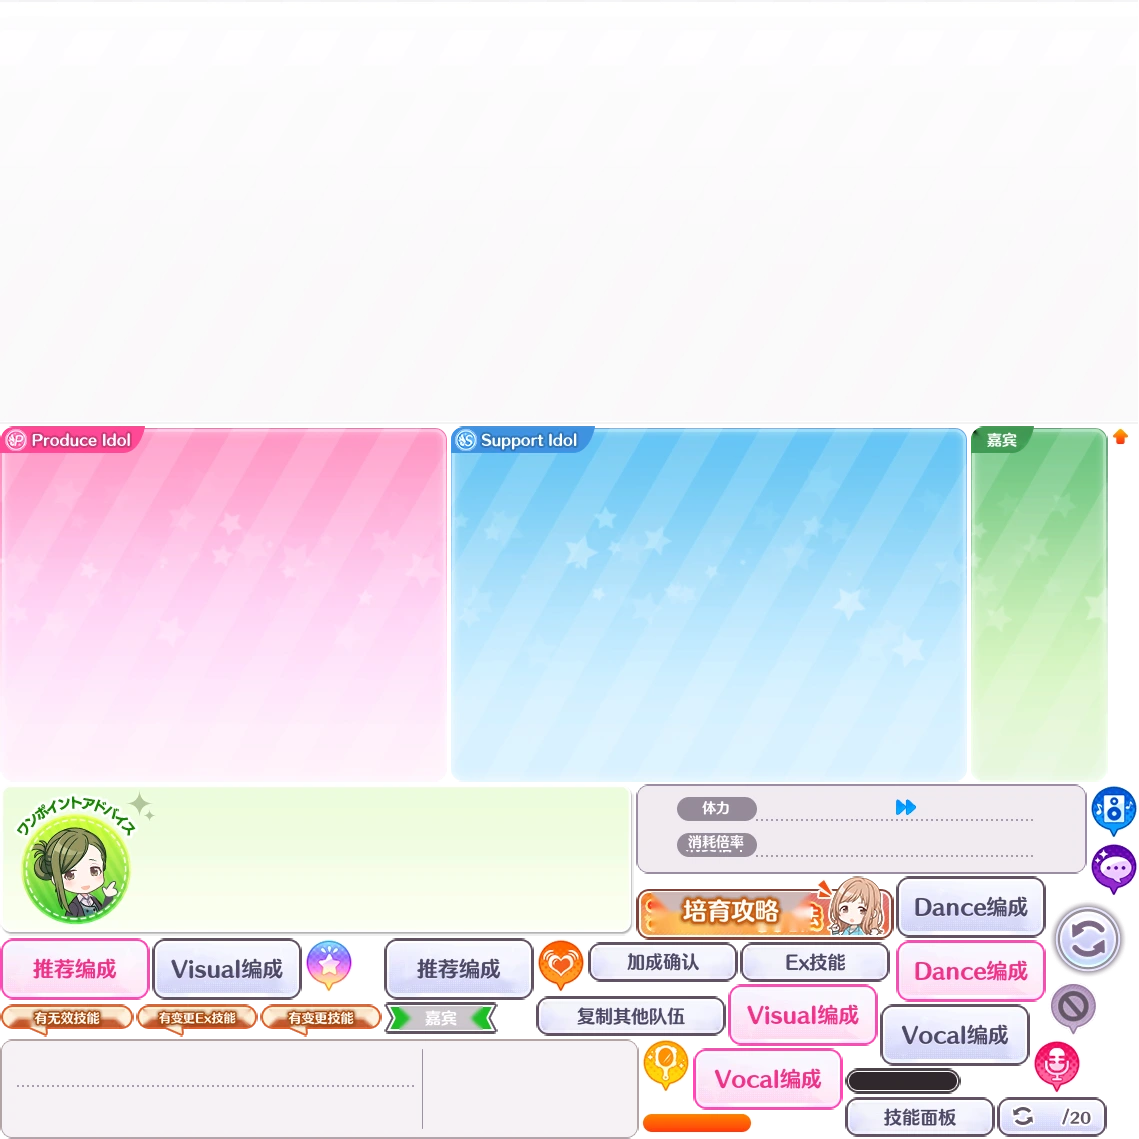 Produce Idol
Support Idol
嘉宾
ワンポイントアドバイス
体力
消耗倍率
培育攻略
Dance编成
推荐编成
Visual编成
推荐编成
加成确认
Ex技能
Dance编成
有无效技能
有变更Ex技能
有变更技能
嘉宾
复制其他队伍
Visual编成
Vocal编成
Vocal编成
技能面板
/20